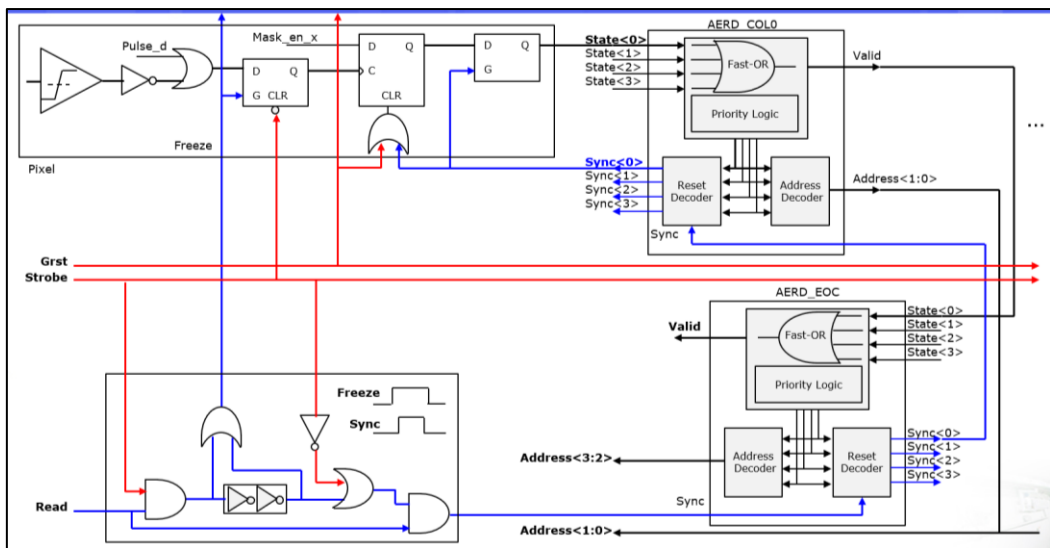 AERD_COL0
Mask_en_x
Pulse_d
D
Q
C
CLR
D
Q
G
D
Q
G
CLR
Freeze
Pixel
State<0>
State<1>
State<2>
State<3>
Fast-OR
Priority Logic
Valid
...
Sync<0>
Sync<1>
Sync<2>
Sync<3>
Reset
Decoder
Address
Decoder
Address<1:0>
Sync
Grst
Strobe
AERD_EOC
Valid
Fast-OR
Priority Logic
State<0>
State<1>
State<2>
State<3>
Freeze
Sync
Address<3:2>
Address
Decoder
Reset
Decoder
Sync<0>
Sync<1>
Sync<2>
Sync<3>
Sync
Read
Address<1:0>